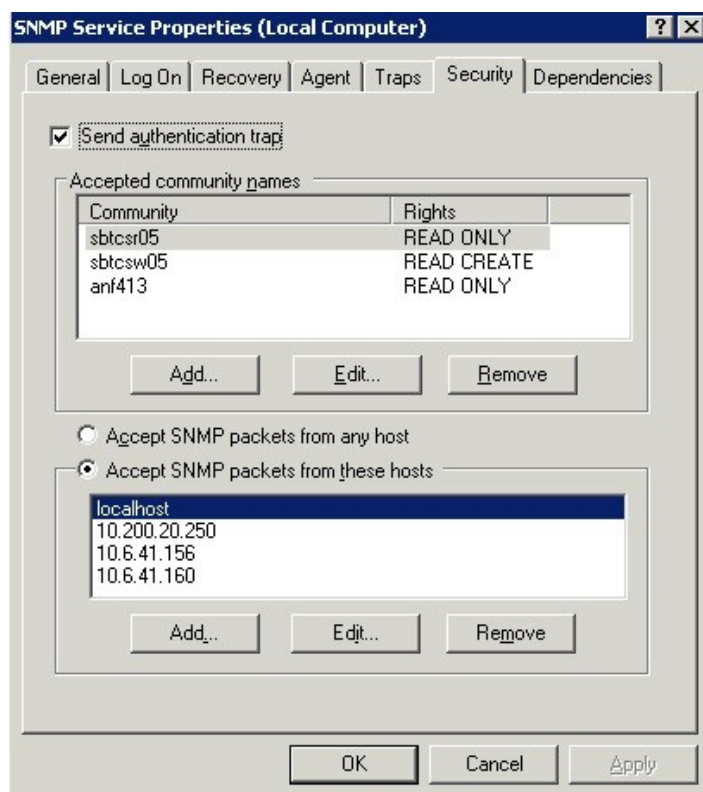 SNMP Service Properties (Local Computer)
General Log On Recovery Agent Traps Security Dependencies
Send authentication trap
Accepted community names
Community Rights
sbtcsr05 READ ONLY
sbtcsw05 READ CREATE
anf413 READ ONLY
Add... Edit... Remove
Accept SNMP packets from any host
Accept SNMP packets from these hosts
localhost
10.200.20.250
10.6.41.156
10.6.41.160
Add... Edit... Remove
OK Cancel Apply